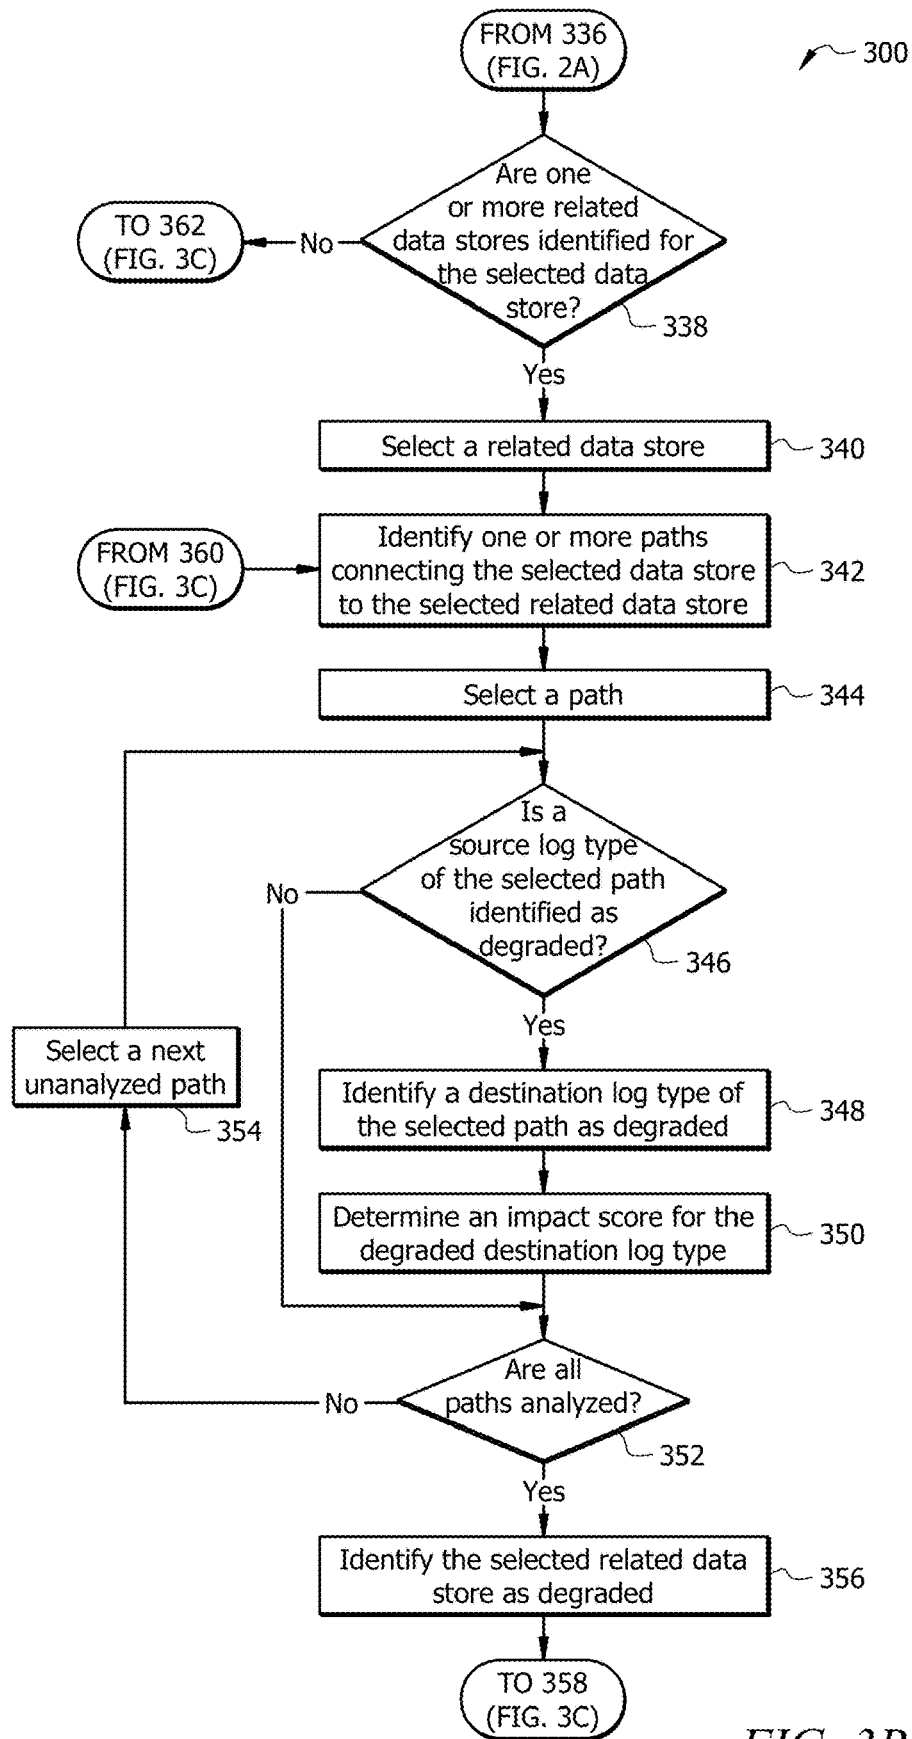 FROM 336
(FIG. 2A)
300
Are one
or more related
data stores identified for
the selected data
store?
338
TO 362
(FIG. 3C)
No
Yes
Select a related data store
340
FROM 360
(FIG. 3C)
Identify one or more paths
connecting the selected data store
to the selected related data store
342
Select a path
344
Is a
source log type
of the selected path
identified as
degraded?
346
No
Yes
Select a next
unanalyzed path
354
Identify a destination log type of
the selected path as degraded
348
Determine an impact score for the
degraded destination log type
350
Are all
paths analyzed?
352
No
Yes
Identify the selected related data
store as degraded
356
TO 358
(FIG. 3C)
FIG. 3B